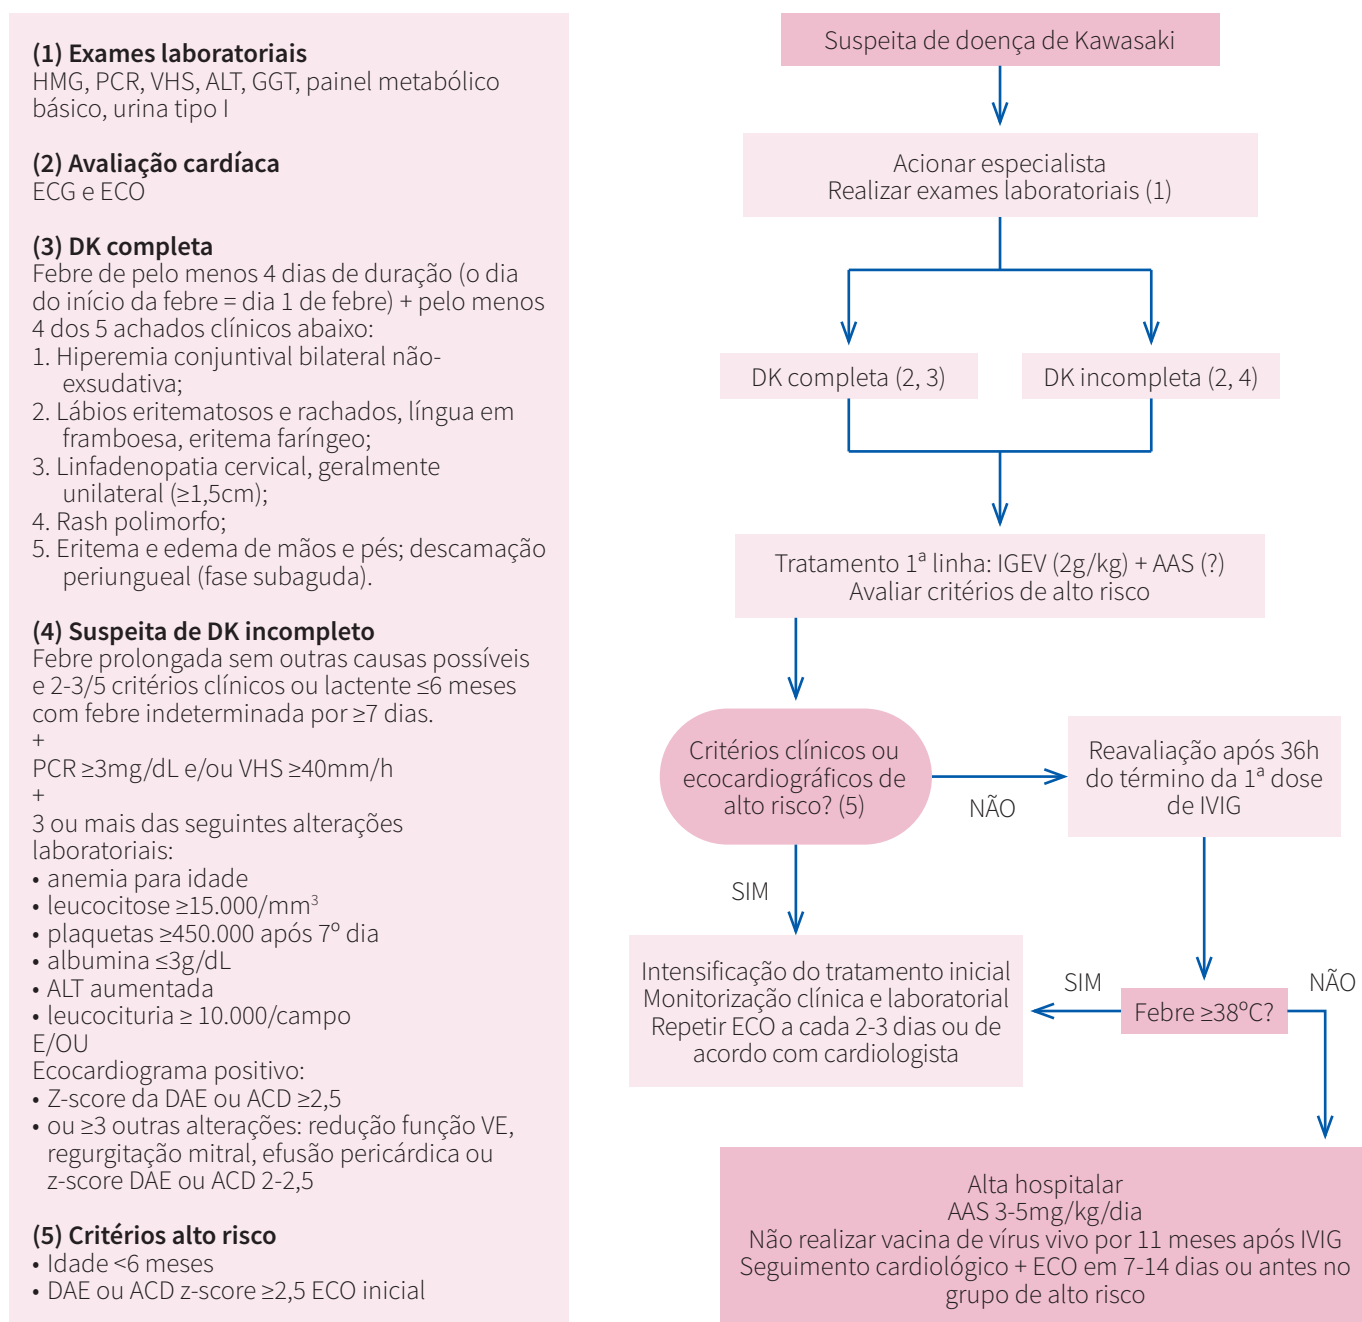 (1) Exames laboratoriais
HMG, PCR, VHS, ALT, GGT, painel metabólico
básico, urina tipo I
(2) Avaliação cardíaca
ECG e ECO
(3) DK completa
Febre de pelo menos 4 dias de duração (o dia
do início da febre = dia 1 de febre) + pelo menos
4 dos 5 achados clínicos abaixo:
1. Hiperemia conjuntival bilateral não-
exsudativa;
2. Lábios eritematosos e rachados, língua em
framboesa, eritema faríngeo;
3. Linfadenopatia cervical, geralmente
unilateral (≥1,5cm);
4. Rash polimorfo;
5. Eritema e edema de mãos e pés; descamação
periungueal (fase subaguda).
(4) Suspeita de DK incompleto
Febre prolongada sem outras causas possíveis
e 2-3/5 critérios clínicos ou lactente ≤6 meses
com febre indeterminada por ≥7 dias.
+
PCR ≥3mg/dL e/ou VHS ≥40mm/h
+
3 ou mais das seguintes alterações
laboratoriais:
• anemia para idade
• leucocitose ≥15.000/mm³
• plaquetas ≥450.000 após 7º dia
• albumina ≤3g/dL
• ALT aumentada
• leucocituria ≥ 10.000/campo
E/OU
Ecocardiograma positivo:
• Z-score da DAE ou ACD ≥2,5
• ou ≥3 outras alterações: redução função VE,
regurgitação mitral, efusão pericárdica ou
z-score DAE ou ACD 2-2,5
(5) Critérios alto risco
• Idade <6 meses
• DAE ou ACD z-score ≥2,5 ECO inicial
Suspeita de doença de Kawasaki
Acionar especialista
Realizar exames laboratoriais (1)
DK completa (2, 3)
DK incompleta (2, 4)
Tratamento 1ª linha: IGEV (2g/kg) + AAS (?)
Avaliar critérios de alto risco
Critérios clínicos ou
ecocardiográficos de
alto risco? (5)
NÃO
Reavaliação após 36h
do término da 1ª dose
de IVIG
SIM
Intensificação do tratamento inicial
Monitorização clínica e laboratorial
Repetir ECO a cada 2-3 dias ou de
acordo com cardiologista
SIM
Febre ≥38ºC?
NÃO
Alta hospitalar
AAS 3-5mg/kg/dia
Não realizar vacina de vírus vivo por 11 meses após IVIG
Seguimento cardiológico + ECO em 7-14 dias ou antes no
grupo de alto risco